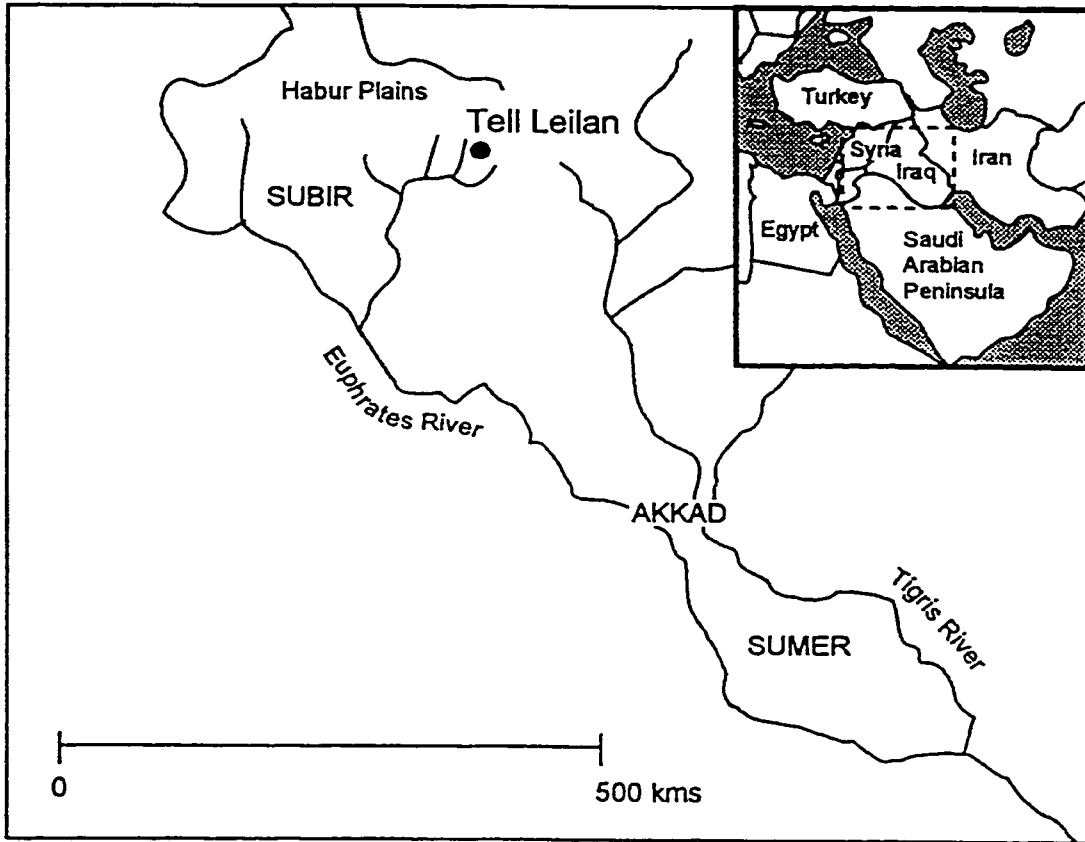 Habur Plains
Tell Leilan
SUBIR
Euphrates River
AKKAD
Tigris River
SUMER
0
500 kms
Turkey
Syria
Iraq
Iran
Egypt
Saudi
Arabian
Peninsula